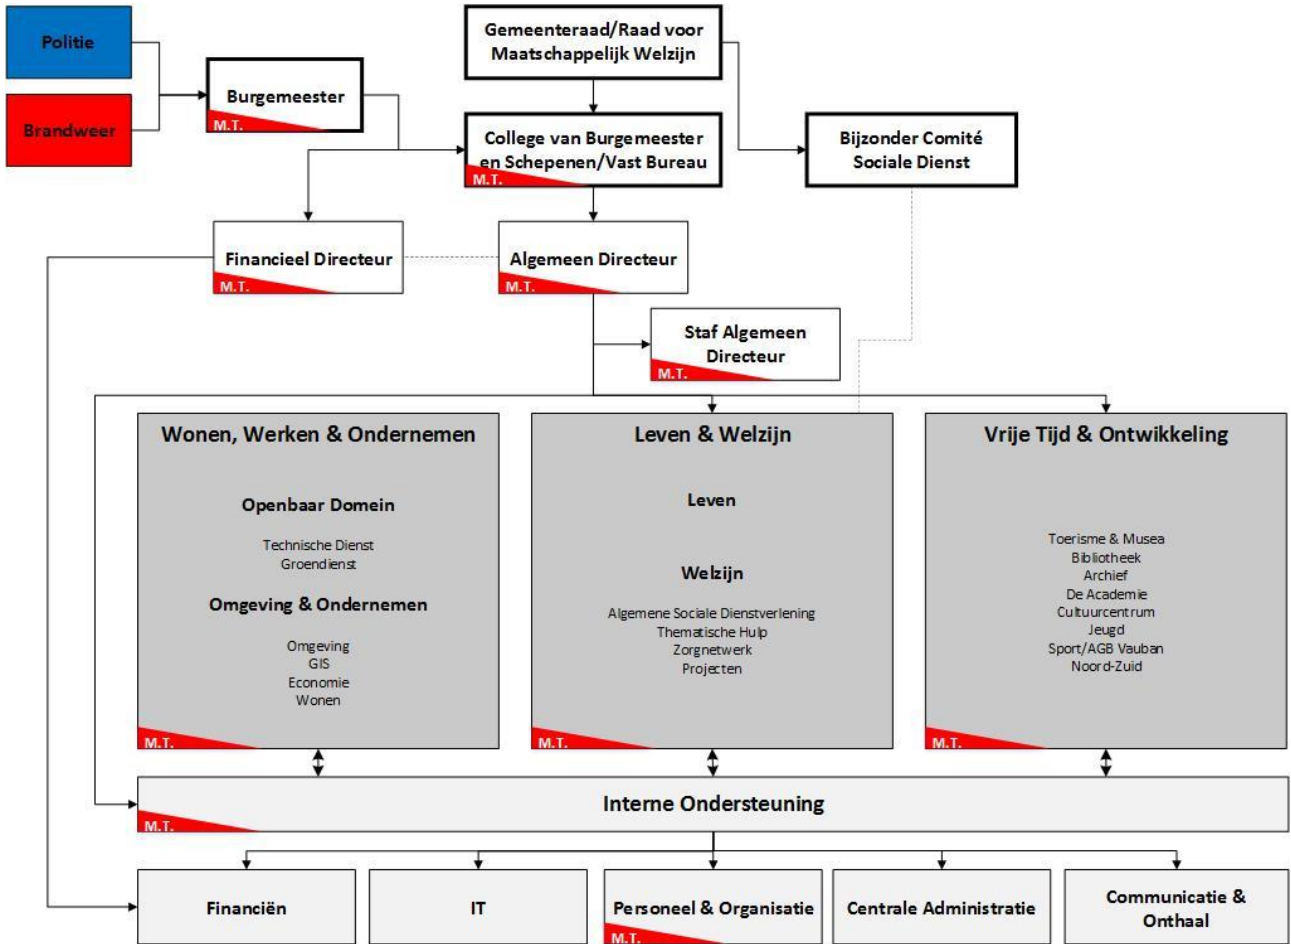 Politie
Brandweer
Burgemeester
M.T.
Gemeenteraad/Raad voor
Maatschappelijk Welzijn
College van Burgemeester
en Schepenen/Vast Bureau
M.T.
Bijzonder Comité
Sociale Dienst
Financieel Directeur
M.T.
Algemeen Directeur
M.T.
Staf Algemeen
Directeur
M.T.
Wonen, Werken & Ondernemen
Openbaar Domein
Technische Dienst
Groendienst
Omgeving & Ondernemen
Omgeving
GIS
Economie
Wonen
M.T.
Leven & Welzijn
Leven
Welzijn
Algemene Sociale Dienstverlening
Thematische Hulp
Zorgnetwerk
Projecten
M.T.
Vrije Tijd & Ontwikkeling
Toerisme & Musea
Bibliotheek
Archief
De Academie
Cultuurcentrum
Jeugd
Sport/AGB Vauban
Noord-Zuid
M.T.
Interne Ondersteuning
M.T.
Financiën
IT
Personeel & Organisatie
M.T.
Centrale Administratie
Communicatie &
Onthaal